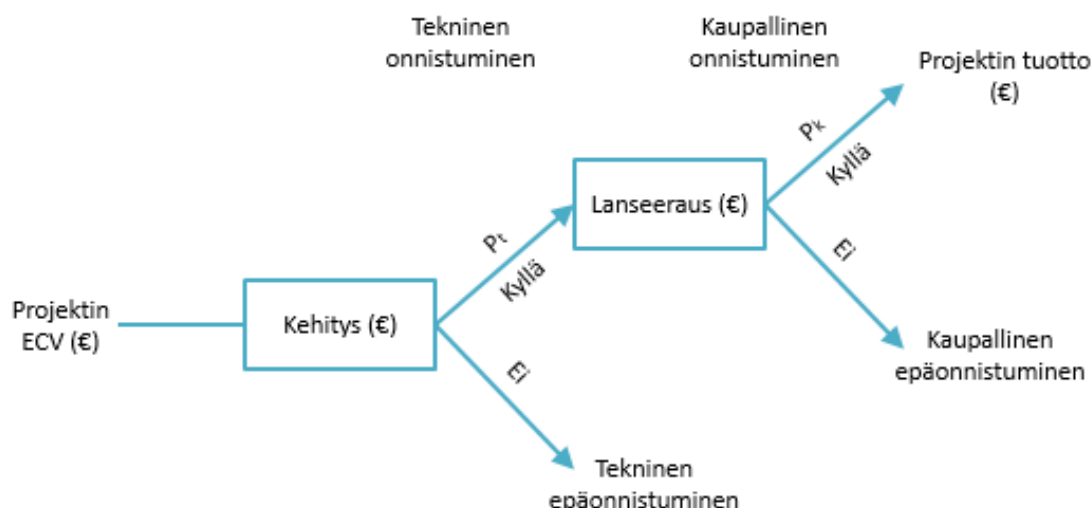 Tekninen
onnistuminen
Kaupallinen
onnistuminen
Projektin tuotto
(€)
Pk
Kyllä
Lanseeraus (€)
Pt
Kyllä
Ei
Projektin
ECV (€)
Kehitys (€)
Kaupallinen
epäonnistuminen
Ei
Tekninen
epäonnistuminen